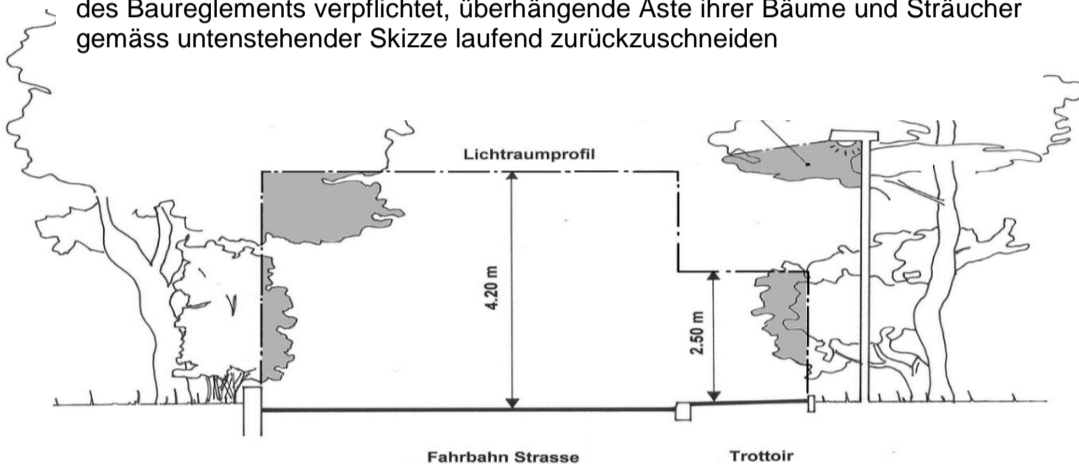 des Baureglements verpflichtet, überhängende Äste ihrer Bäume und Sträucher
gemäss untenstehender Skizze laufend zurückzuschneiden
Lichtraumprofil
4.20 m
2.50 m
Fahrbahn Strasse
Trottoir